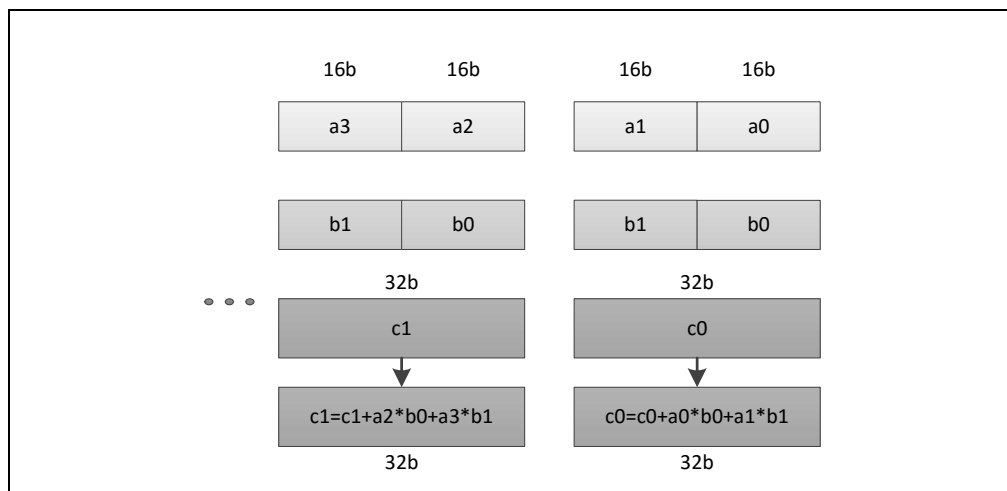 16b 16b 16b 16b
a3 a2 a1 a0
b1 b0 b1 b0
32b 32b
c1 c0
c1=c1+a2*b0+a3*b1 c0=c0+a0*b0+a1*b1
32b 32b